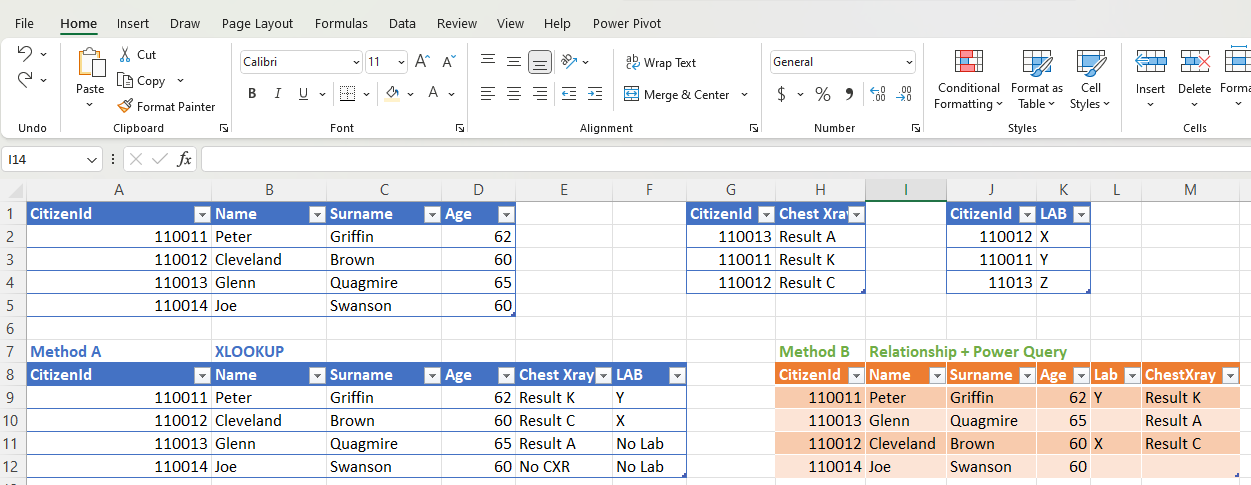 File Home Insert Draw Page Layout Formulas Data Review View Help Power Pivot
Cut
Calibri 11 A A
ab Wrap Text
General
Copy
Paste
Conditional Format as Cell Insert Delete Forma
B I U A
Merge & Center
$ % 9
Format Painter
Formatting Table Styles
Undo Clipboard Font Alignment Number Styles Cells
I14 fx
A B C D E F G H I J K L M
1 CitizenId Name Surname Age CitizenId Chest Xray CitizenId LAB
2 110011 Peter Griffin 62 110013 Result A 110012 X
3 110012 Cleveland Brown 60 110011 Result K 110011 Y
4 110013 Glenn Quagmire 65 110012 Result C 11013 Z
5 110014 Joe Swanson 60
6
7 Method A XLOOKUP Method B Relationship + Power Query
8 CitizenId Name Surname Age Chest Xray LAB CitizenId Name Surname Age Lab ChestXray
9 110011 Peter Griffin 62 Result K Y 110011 Peter Griffin 62 Y Result K
10 110012 Cleveland Brown 60 Result C X 110013 Glenn Quagmire 65 Result A
11 110013 Glenn Quagmire 65 Result A No Lab 110012 Cleveland Brown 60 X Result C
12 110014 Joe Swanson 60 No CXR No Lab 110014 Joe Swanson 60